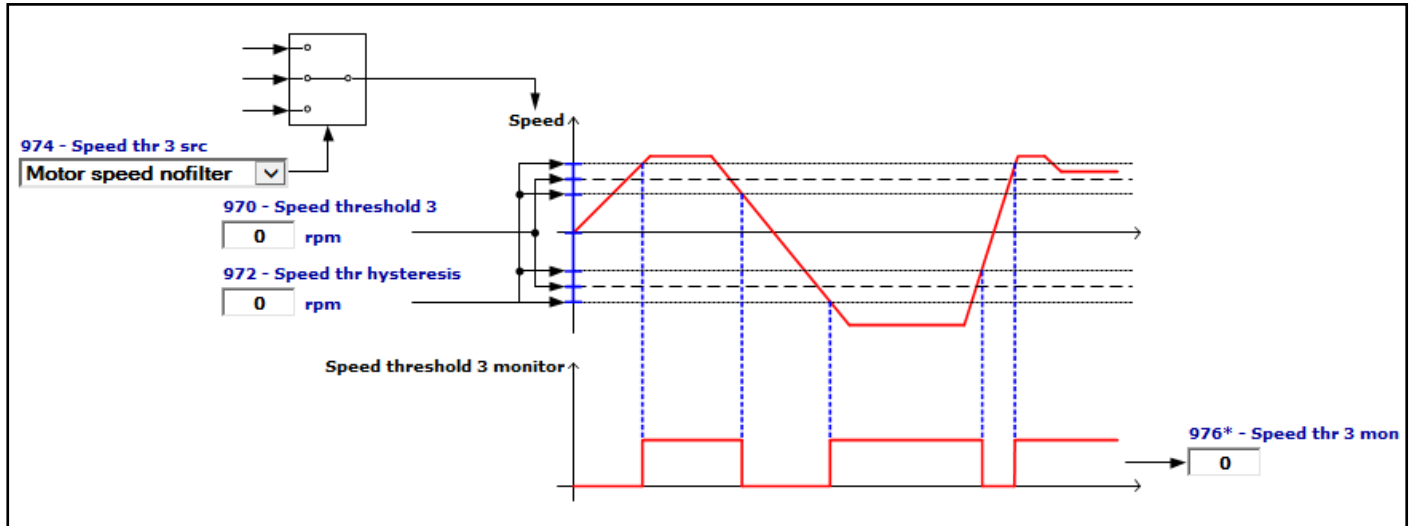 Speed
974 - Speed thr 3 src
Motor speed nofilter
970 - Speed threshold 3
0 rpm
972 - Speed thr hysteresis
0 rpm
Speed threshold 3 monitor
976* - Speed thr 3 mon
0